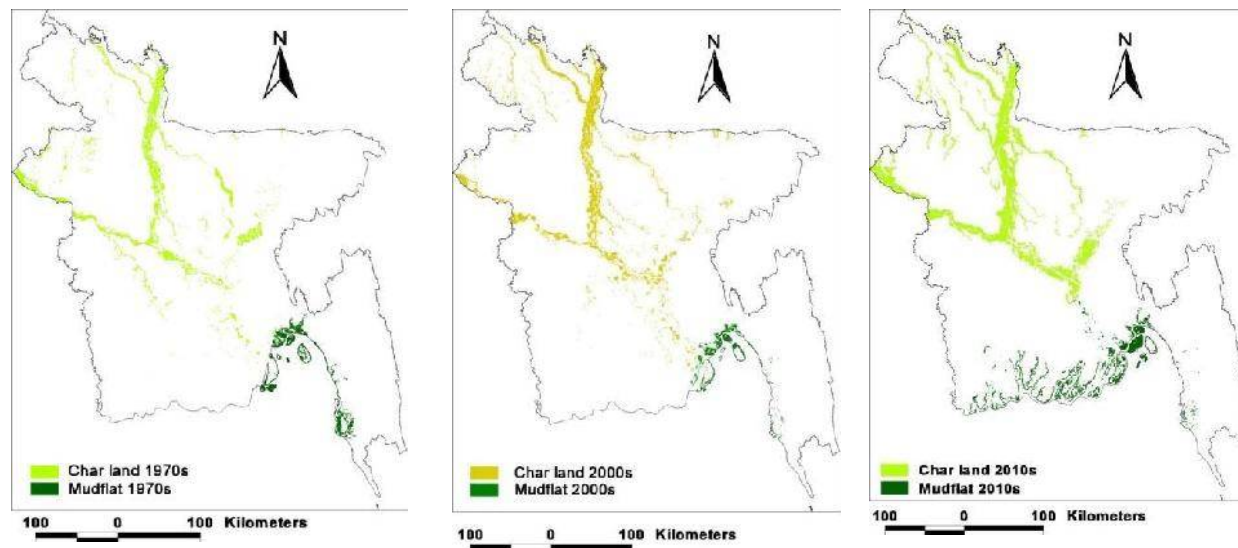 N
Char land 1970s
Mudflat 1970s
100 0 100 Kilometers
N
Char land 2000s
Mudflat 2000s
100 0 100 Kilometers
N
Char land 2010s
Mudflat 2010s
100 0 100 Kilometers